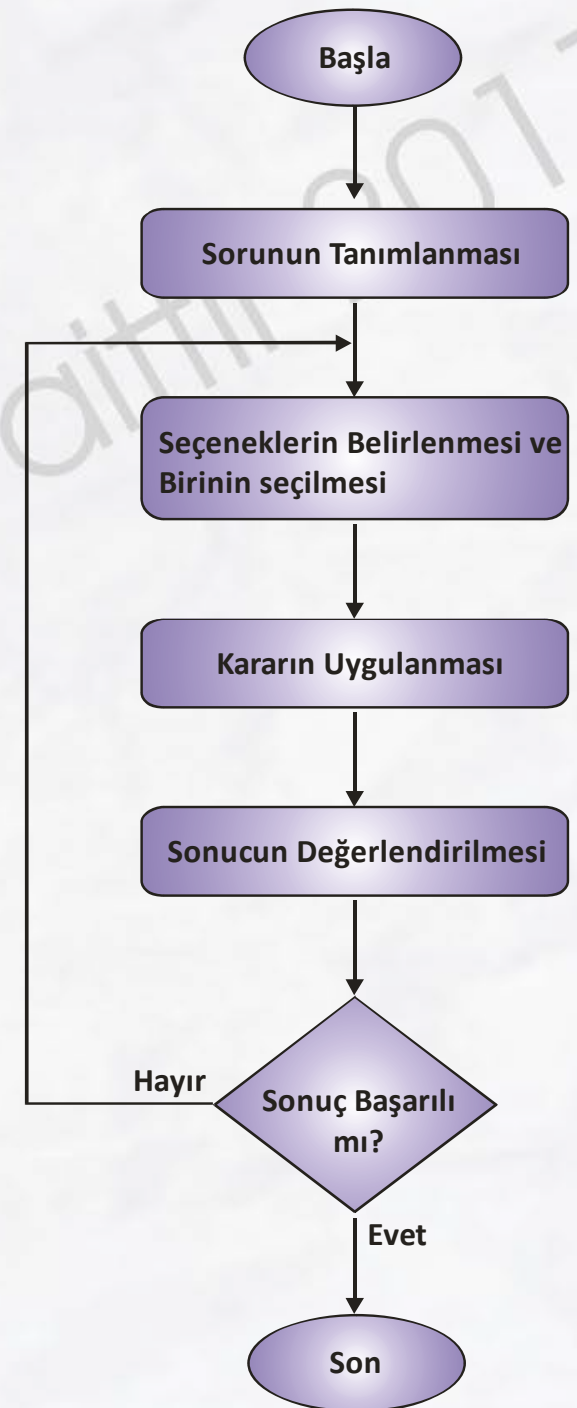 Başla
Sorunun Tanımlanması
Seçeneklerin Belirlenmesi ve
Birinin seçilmesi
Kararın Uygulanması
Sonucun Değerlendirilmesi
Hayır
Sonuç Başarılı
mı?
Evet
Son